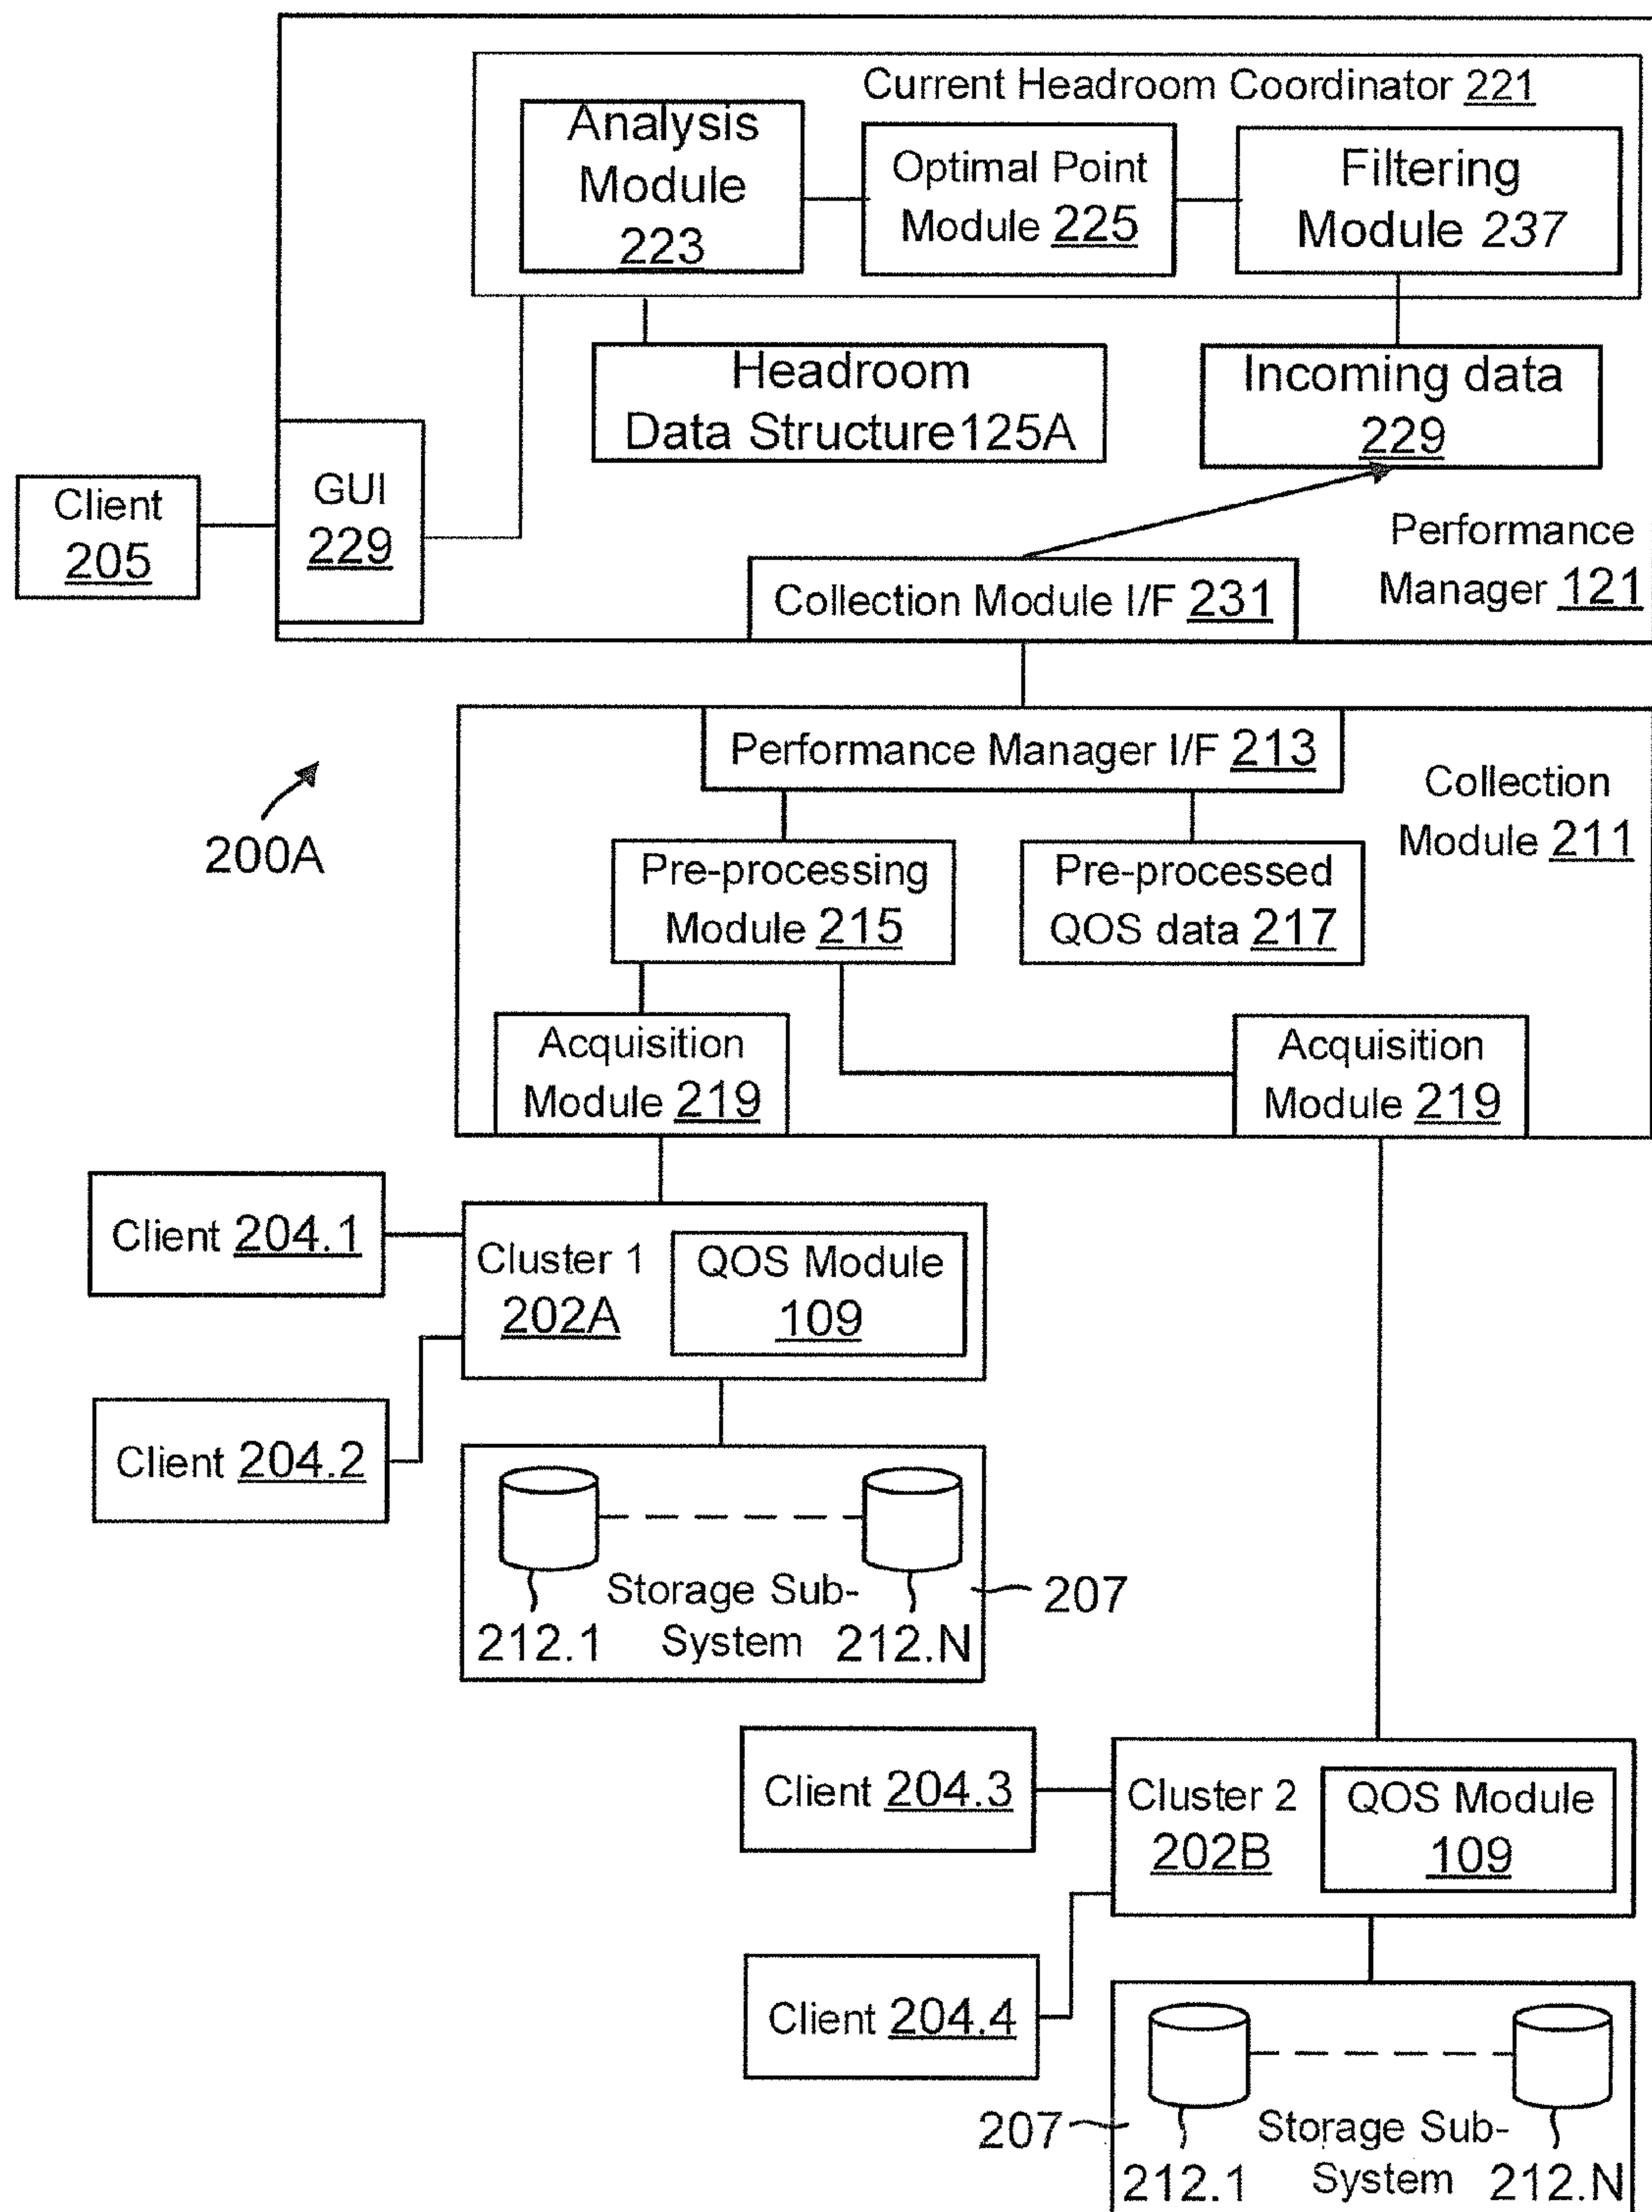 Current Headroom Coordinator 221
Analysis
Module
223
Optimal Point
Module 225
Filtering
Module 237
Headroom
Data Structure125A
Incoming data
229
Client
205
GUI
229
Performance
Manager 121
Collection Module I/F 231
Performance Manager I/F 213
Collection
Module 211
200A
Pre-processing
Module 215
Pre-processed
QOS data 217
Acquisition
Module 219
Acquisition
Module 219
Client 204.1
Cluster 1
202A
QOS Module
109
Client 204.2
Storage Sub-
System
212.1
212.N
207
Client 204.3
Cluster 2
202B
QOS Module
109
Client 204.4
207
Storage Sub-
System
212.1
212.N